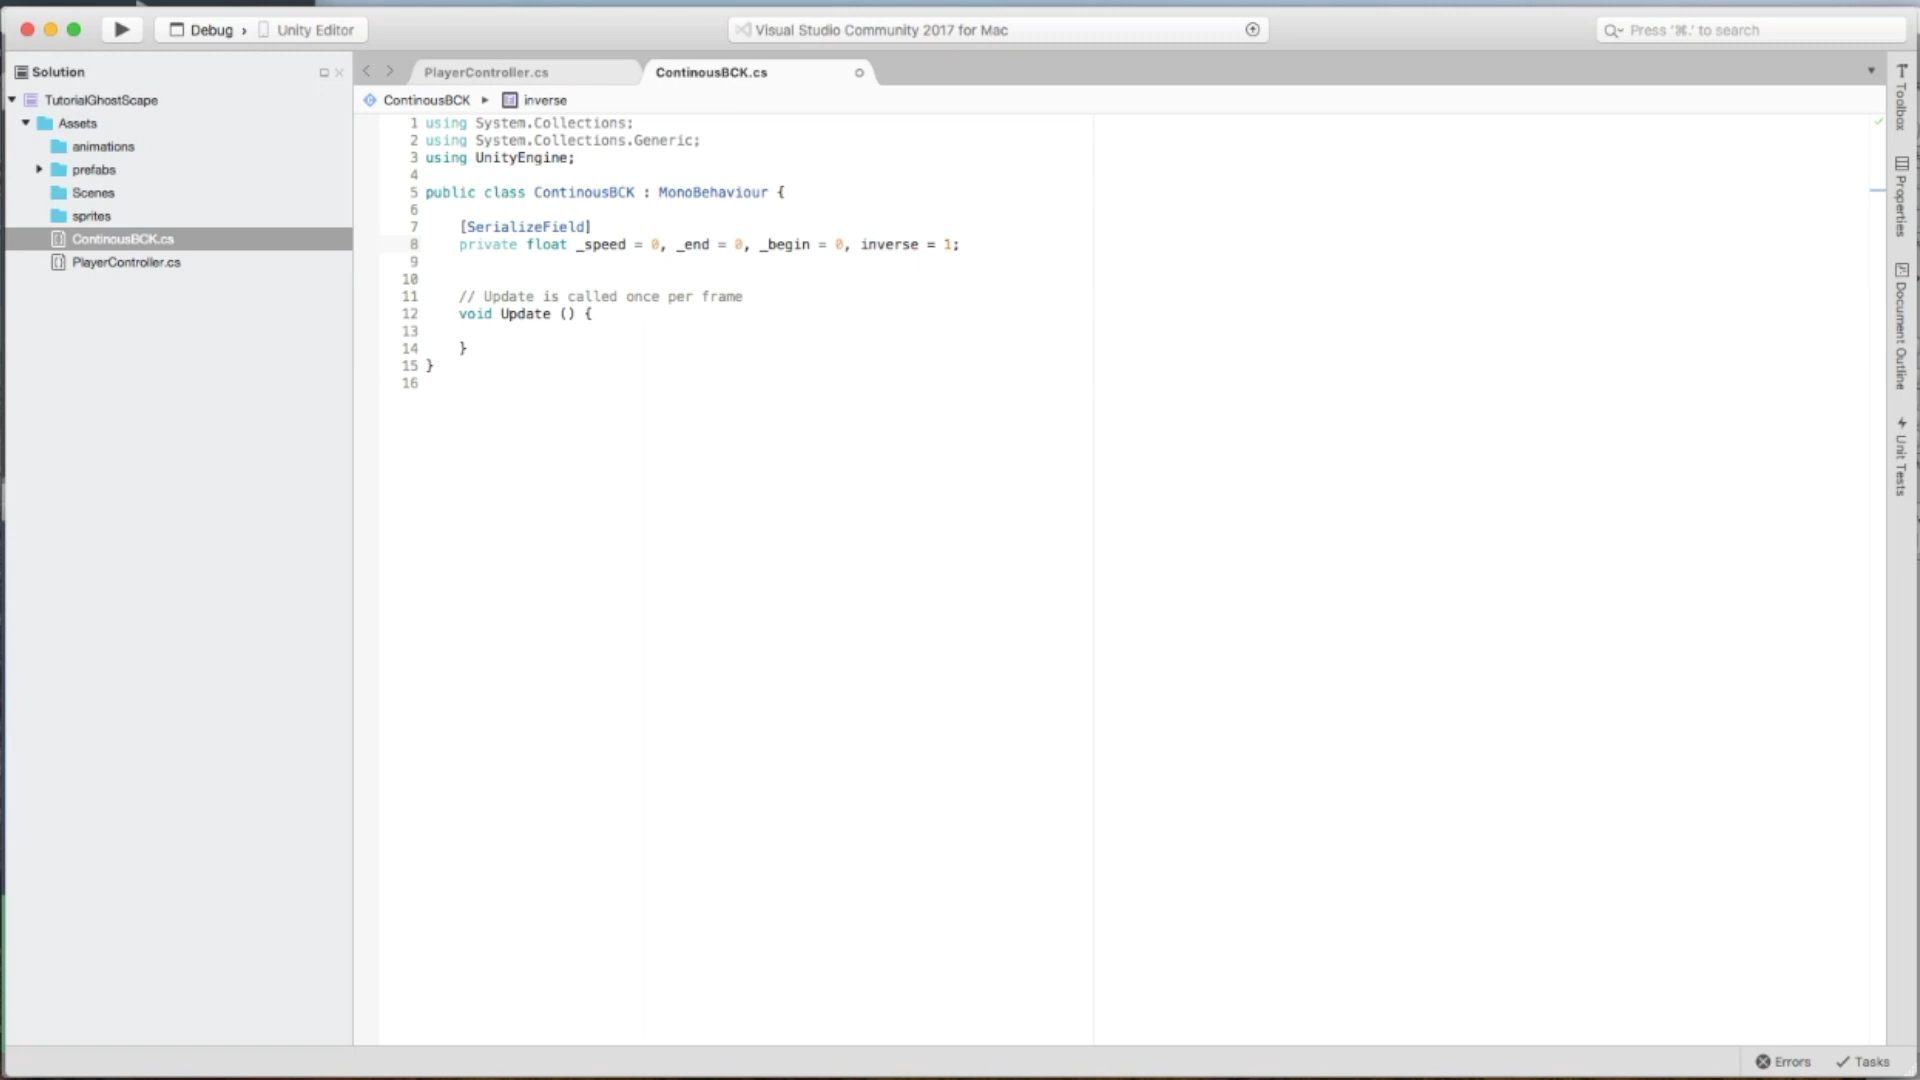 Debug › Unity Editor
Visual Studio Community 2017 for Mac
Press '⌘.' to search
Solution
PlayerController.cs
ContinousBCK.cs
TutorialGhostScape
ContinousBCK
inverse
Assets
animations
prefabs
Scenes
sprites
ContinousBCK.cs
PlayerController.cs
1 using System.Collections;
2 using System.Collections.Generic;
3 using UnityEngine;
4
5 public class ContinousBCK : MonoBehaviour {
6
7 [SerializeField]
8 private float _speed = 0, _end = 0, _begin = 0, inverse = 1;
9
10
11 // Update is called once per frame
12 void Update () {
13
14 }
15 }
16
Toolbox
Properties
Document Outline
Unit Tests
Errors
Tasks